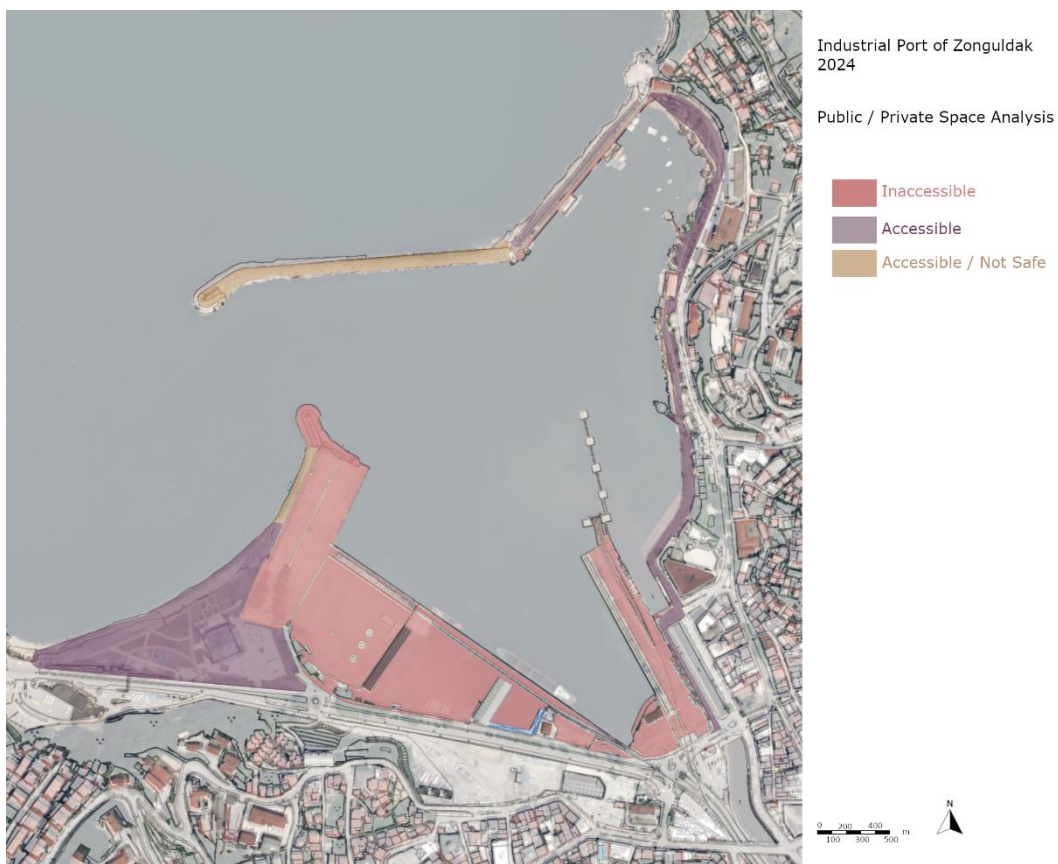 Industrial Port of Zonguldak
2024
Public / Private Space Analysis
Inaccessible
Accessible
Accessible / Not Safe
N
0 200 400 m
100 300 500